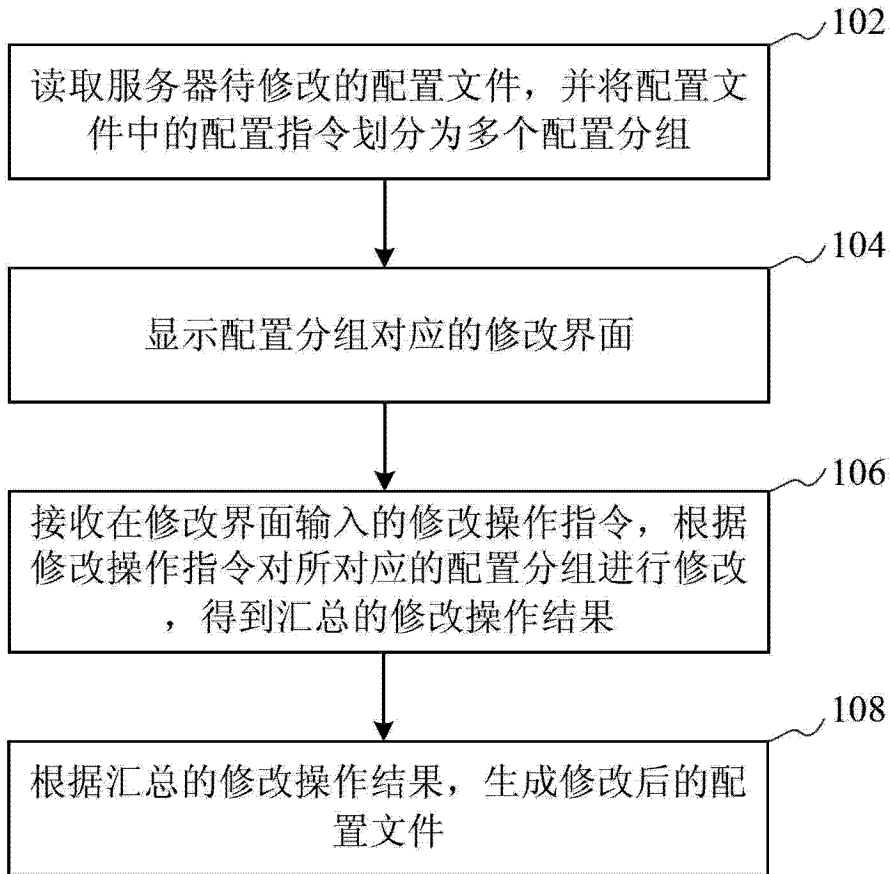 102
读取服务器待修改的配置文件，并将配置文
件中的配置指令划分为多个配置分组
104
显示配置分组对应的修改界面
106
接收在修改界面输入的修改操作指令，根据
修改操作指令对所对应的配置分组进行修改
，得到汇总的修改操作结果
108
根据汇总的修改操作结果，生成修改后的配
置文件